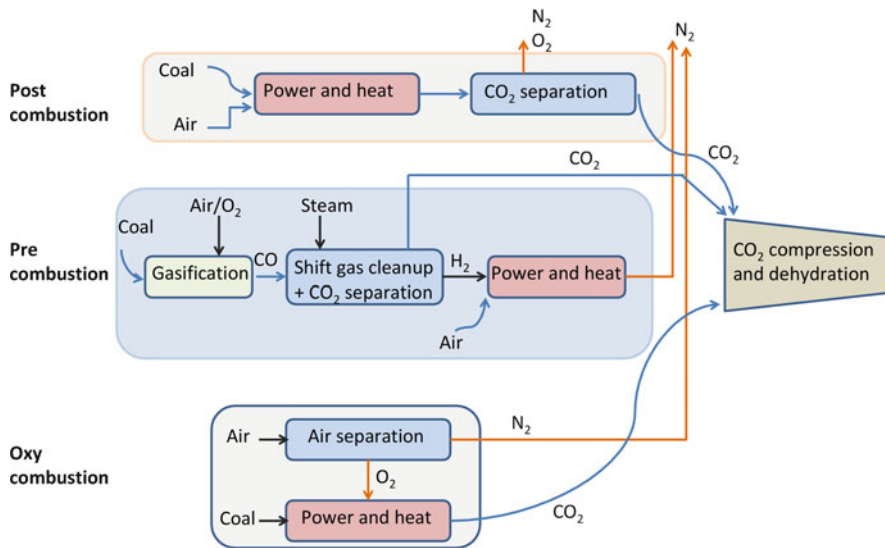 N₂
O₂
N₂
Coal
Air
Power and heat
CO₂ separation
Post
combustion
CO₂
CO₂
Air/O₂
Steam
Coal
CO
Gasification
Shift gas cleanup
+ CO₂ separation
H₂
Power and heat
Air
Pre
combustion
CO₂ compression
and dehydration
Air
Air separation
N₂
O₂
Coal
Power and heat
CO₂
Oxy
combustion